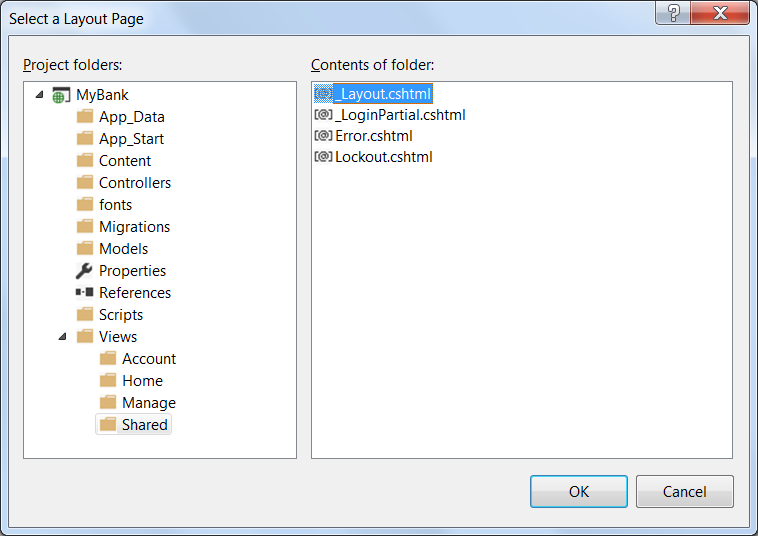 Select a Layout Page
Project folders:
MyBank
App_Data
App_Start
Content
Controllers
fonts
Migrations
Models
Properties
References
Scripts
Views
Account
Home
Manage
Shared
Contents of folder:
[@] _Layout.cshtml
[@] _LoginPartial.cshtml
[@] Error.cshtml
[@] Lockout.cshtml
OK
Cancel